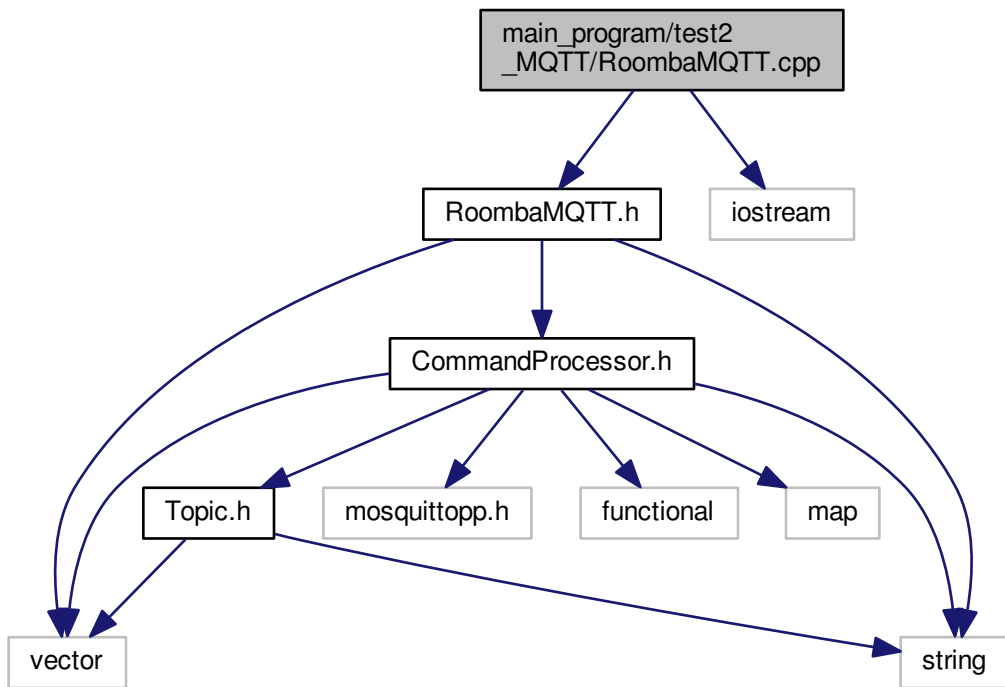 main_program/test2
_MQTT/RoombaMQTT.cpp
RoombaMQTT.h
iostream
CommandProcessor.h
Topic.h
mosquittopp.h
functional
map
vector
string